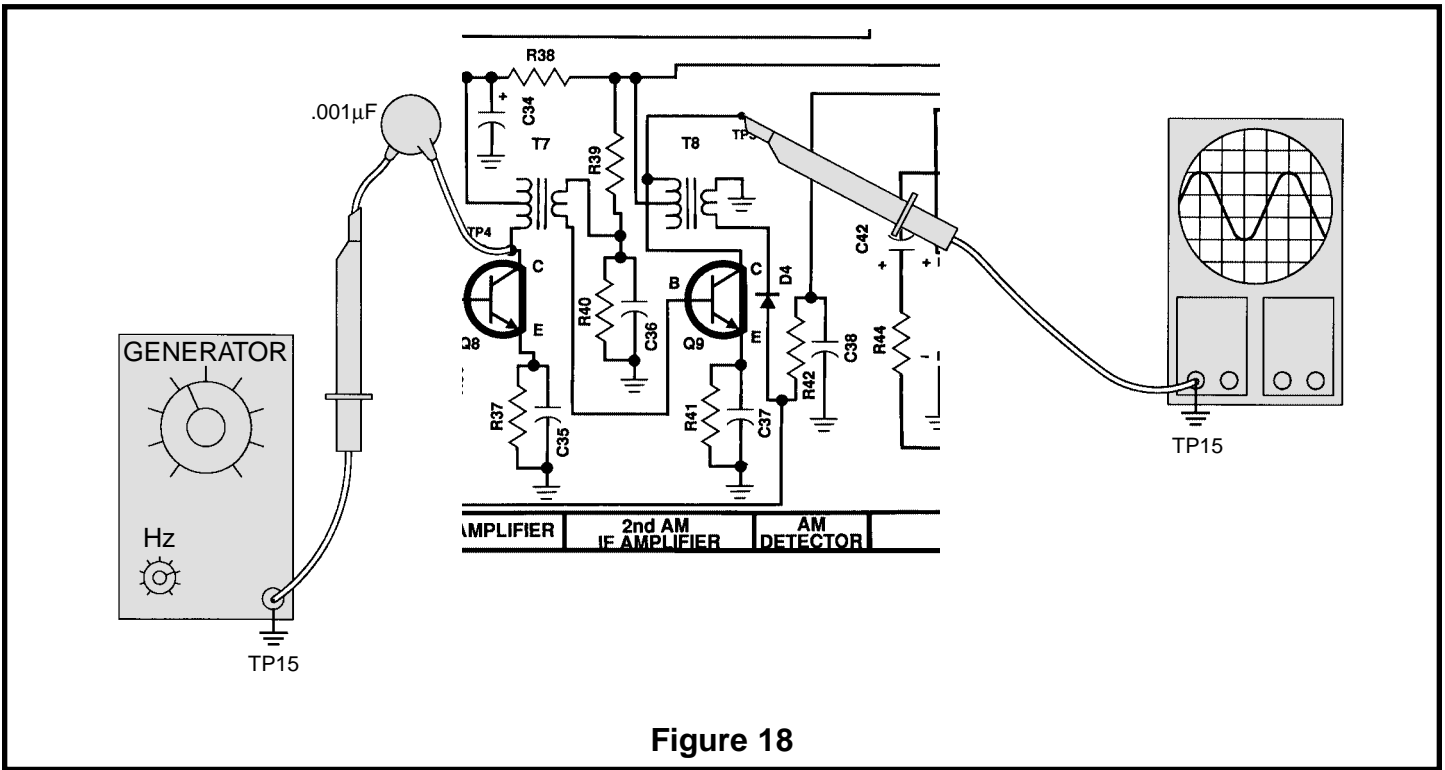 R38
.001µF
+
C34
T7
R39
T8
TP4
C
B
C
D4
C42
+
+
E
Q8
R40
C36
Q9
E
R42
C38
R44
GENERATOR
R37
C35
R41
C37
TP15
Hz
AMPLIFIER
2nd AM
IF AMPLIFIER
AM
DETECTOR
TP15
Figure 18